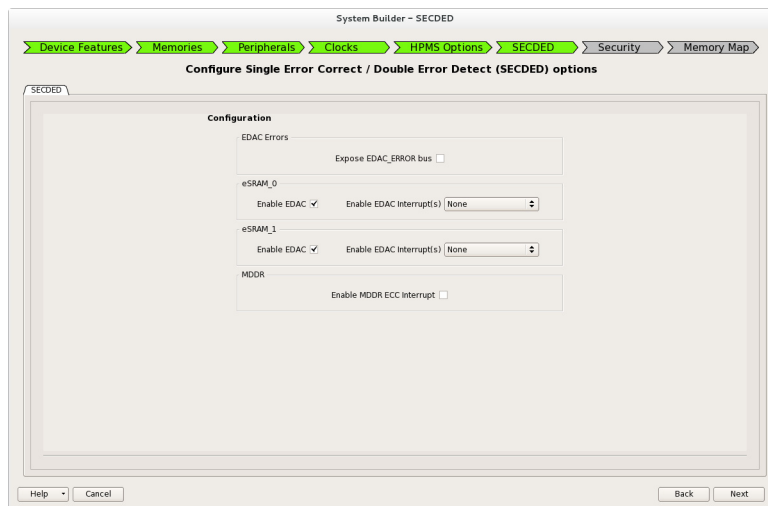 System Builder – SECDED
Device Features Memories Peripherals Clocks HPMS Options SECDED Security Memory Map
Configure Single Error Correct / Double Error Detect (SECDED) options
SECDED
Configuration
EDAC Errors
Expose EDAC_ERROR bus
eSRAM_0
Enable EDAC Enable EDAC Interrupt(s) None
eSRAM_1
Enable EDAC Enable EDAC Interrupt(s) None
MDDR
Enable MDDR ECC Interrupt
Help Cancel Back Next